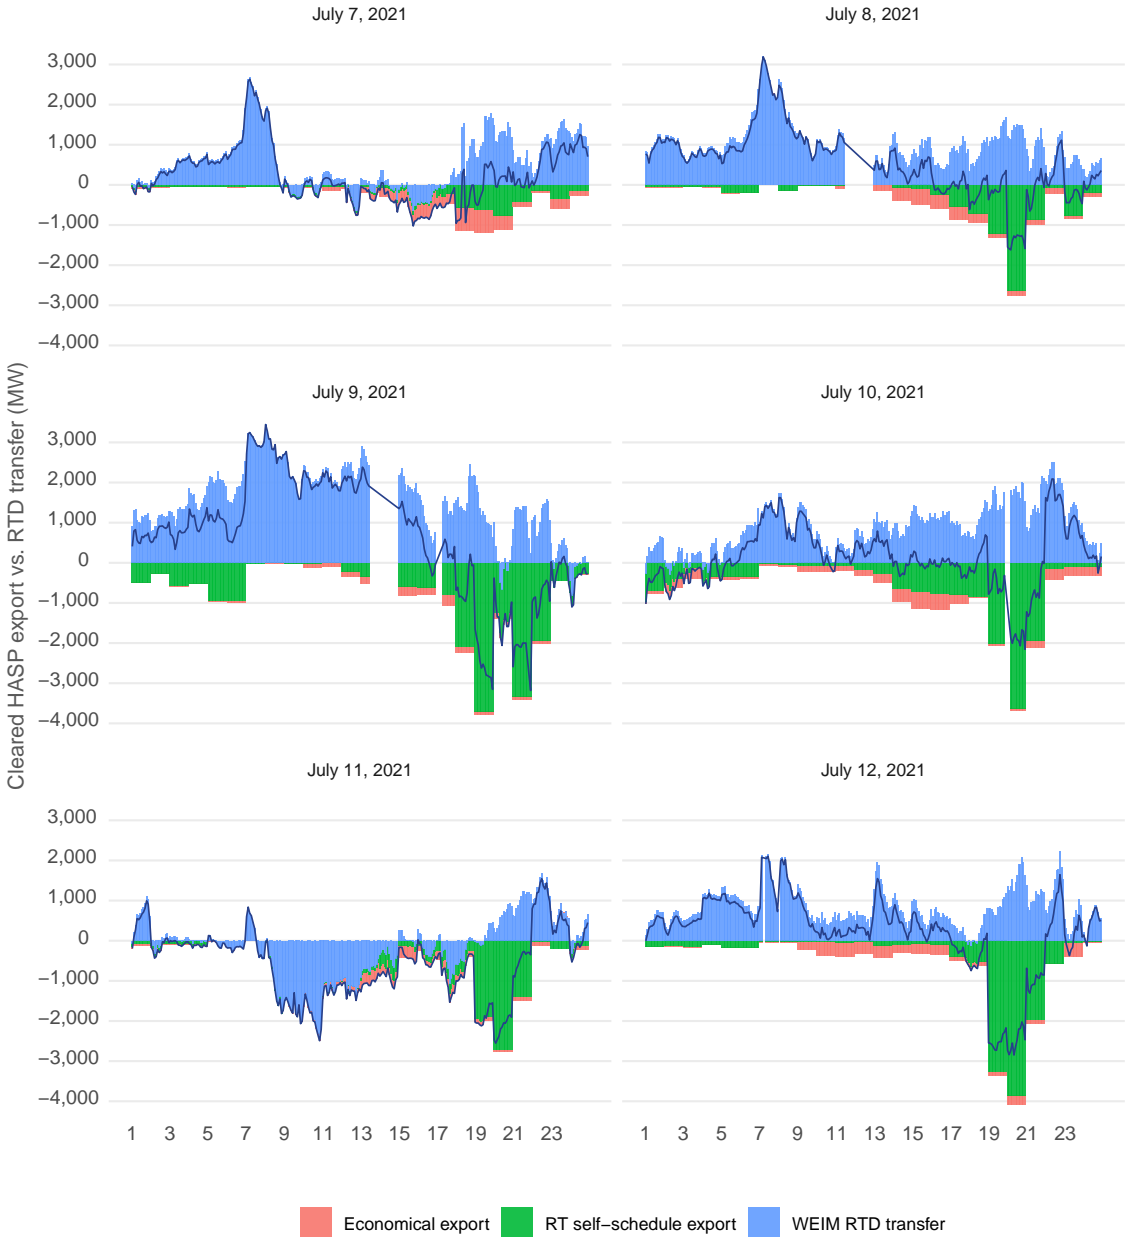 July 7, 2021
July 8, 2021
3,000
2,000
1,000
0
−1,000
−2,000
−3,000
−4,000
July 9, 2021
July 10, 2021
3,000
2,000
1,000
0
−1,000
−2,000
−3,000
−4,000
Cleared HASP export vs. RTD transfer (MW)
July 11, 2021
July 12, 2021
3,000
2,000
1,000
0
−1,000
−2,000
−3,000
−4,000
1 3 5 7 9 11 13 15 17 19 21 23
1 3 5 7 9 11 13 15 17 19 21 23
Economical export RT self−schedule export WEIM RTD transfer